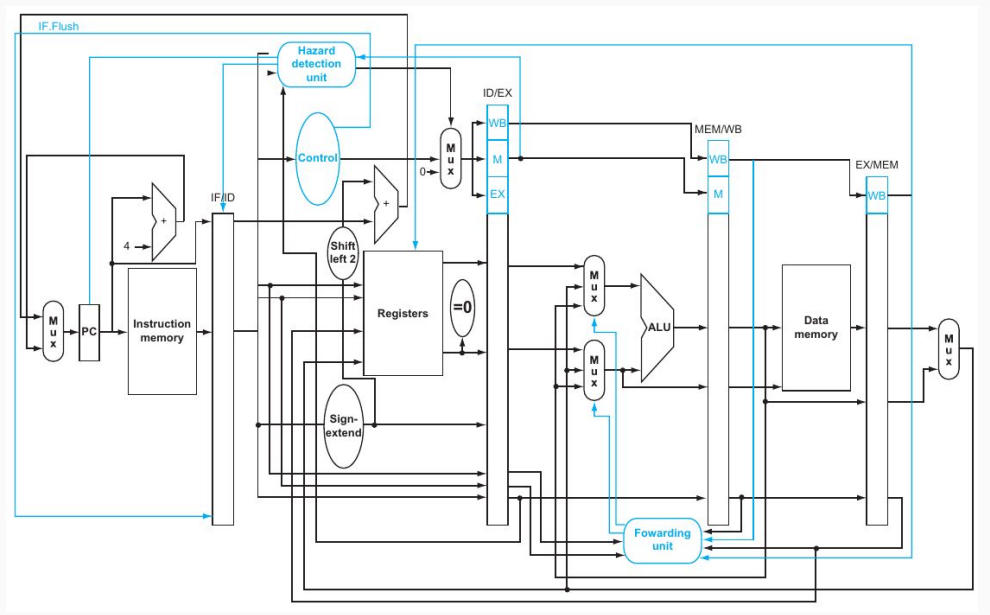 IF.Flush
Hazard
detection
unit
ID/EX
WB
MEM/WB
M
u
x
Control
M
WB
EX/MEM
0
EX
M
WB
IF/ID
+
+
4
Shift
left 2
M
u
x
PC
Instruction
memory
Registers
=0
M
u
x
ALU
Data
memory
M
u
x
M
u
x
Sign-
extend
Fowarding
unit